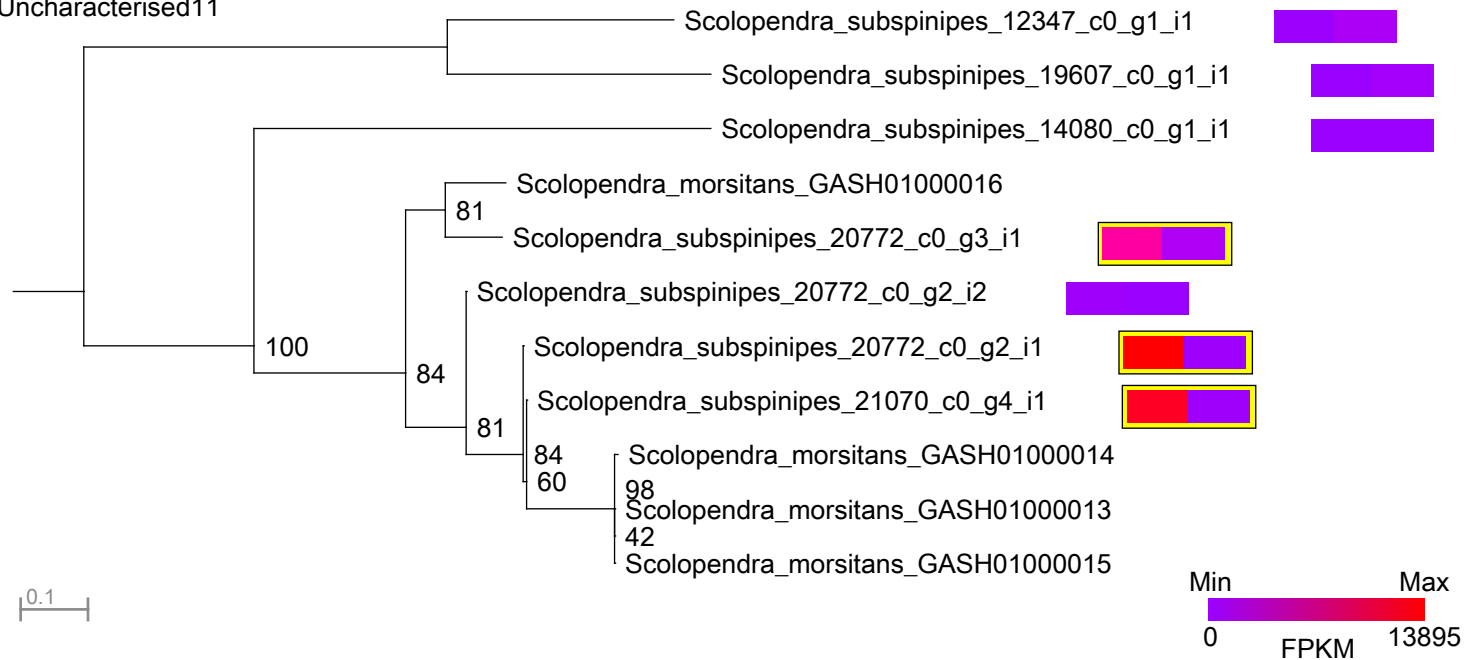 Uncharacterised11
Scolopendra_subspinipes_12347_c0_g1_i1
Scolopendra_subspinipes_19607_c0_g1_i1
Scolopendra_subspinipes_14080_c0_g1_i1
Scolopendra_morsitans_GASH01000016
81
Scolopendra_subspinipes_20772_c0_g3_i1
Scolopendra_subspinipes_20772_c0_g2_i2
100
Scolopendra_subspinipes_20772_c0_g2_i1
84
Scolopendra_subspinipes_21070_c0_g4_i1
81
84
Scolopendra_morsitans_GASH01000014
60
98
Scolopendra_morsitans_GASH01000013
42
Scolopendra_morsitans_GASH01000015
0.1
Min Max
0 13895
FPKM